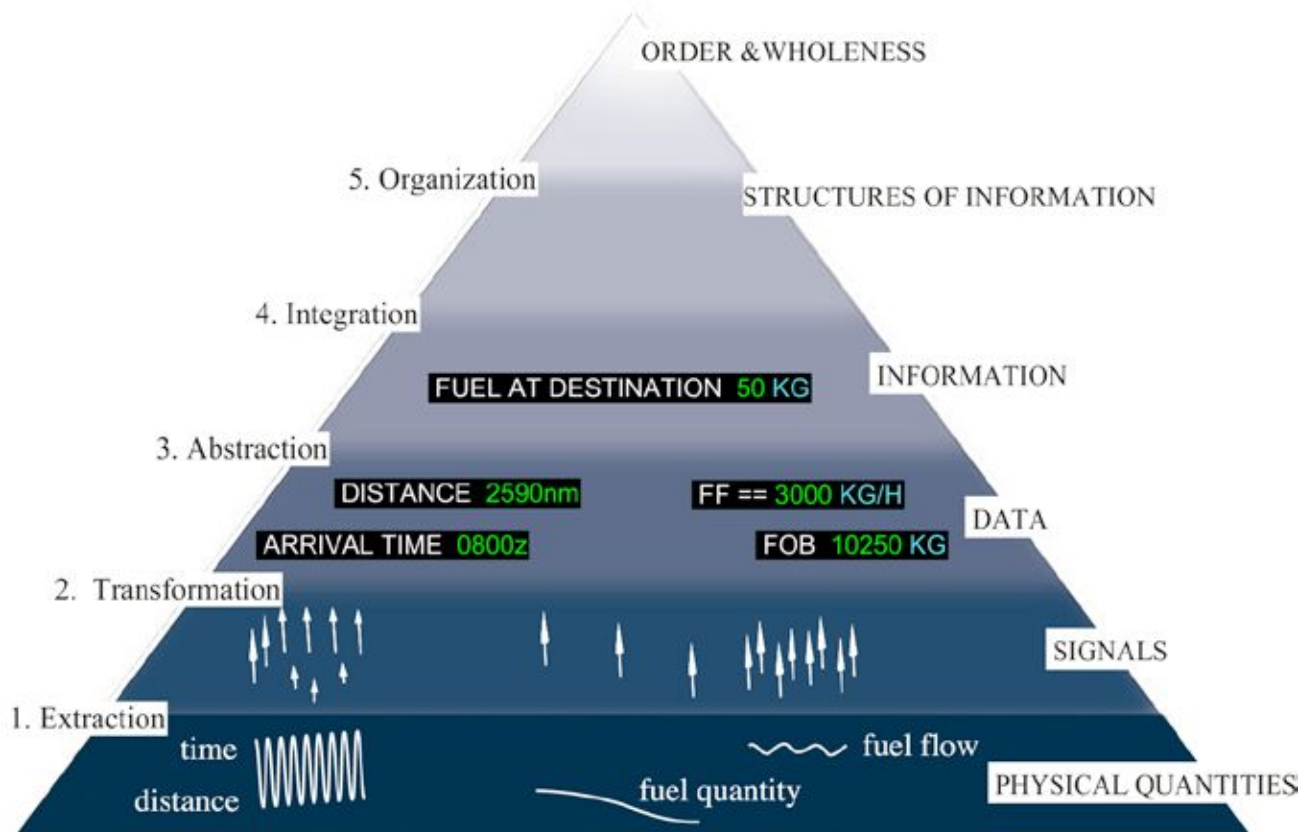 ORDER & WHOLENESS
5. Organization
STRUCTURES OF INFORMATION
4. Integration
INFORMATION
FUEL AT DESTINATION 50 KG
3. Abstraction
DISTANCE 2590nm
FF == 3000 KG/H
DATA
ARRIVAL TIME 0800z
FOB 10250 KG
2. Transformation
SIGNALS
1. Extraction
time
fuel flow
distance
fuel quantity
PHYSICAL QUANTITIES